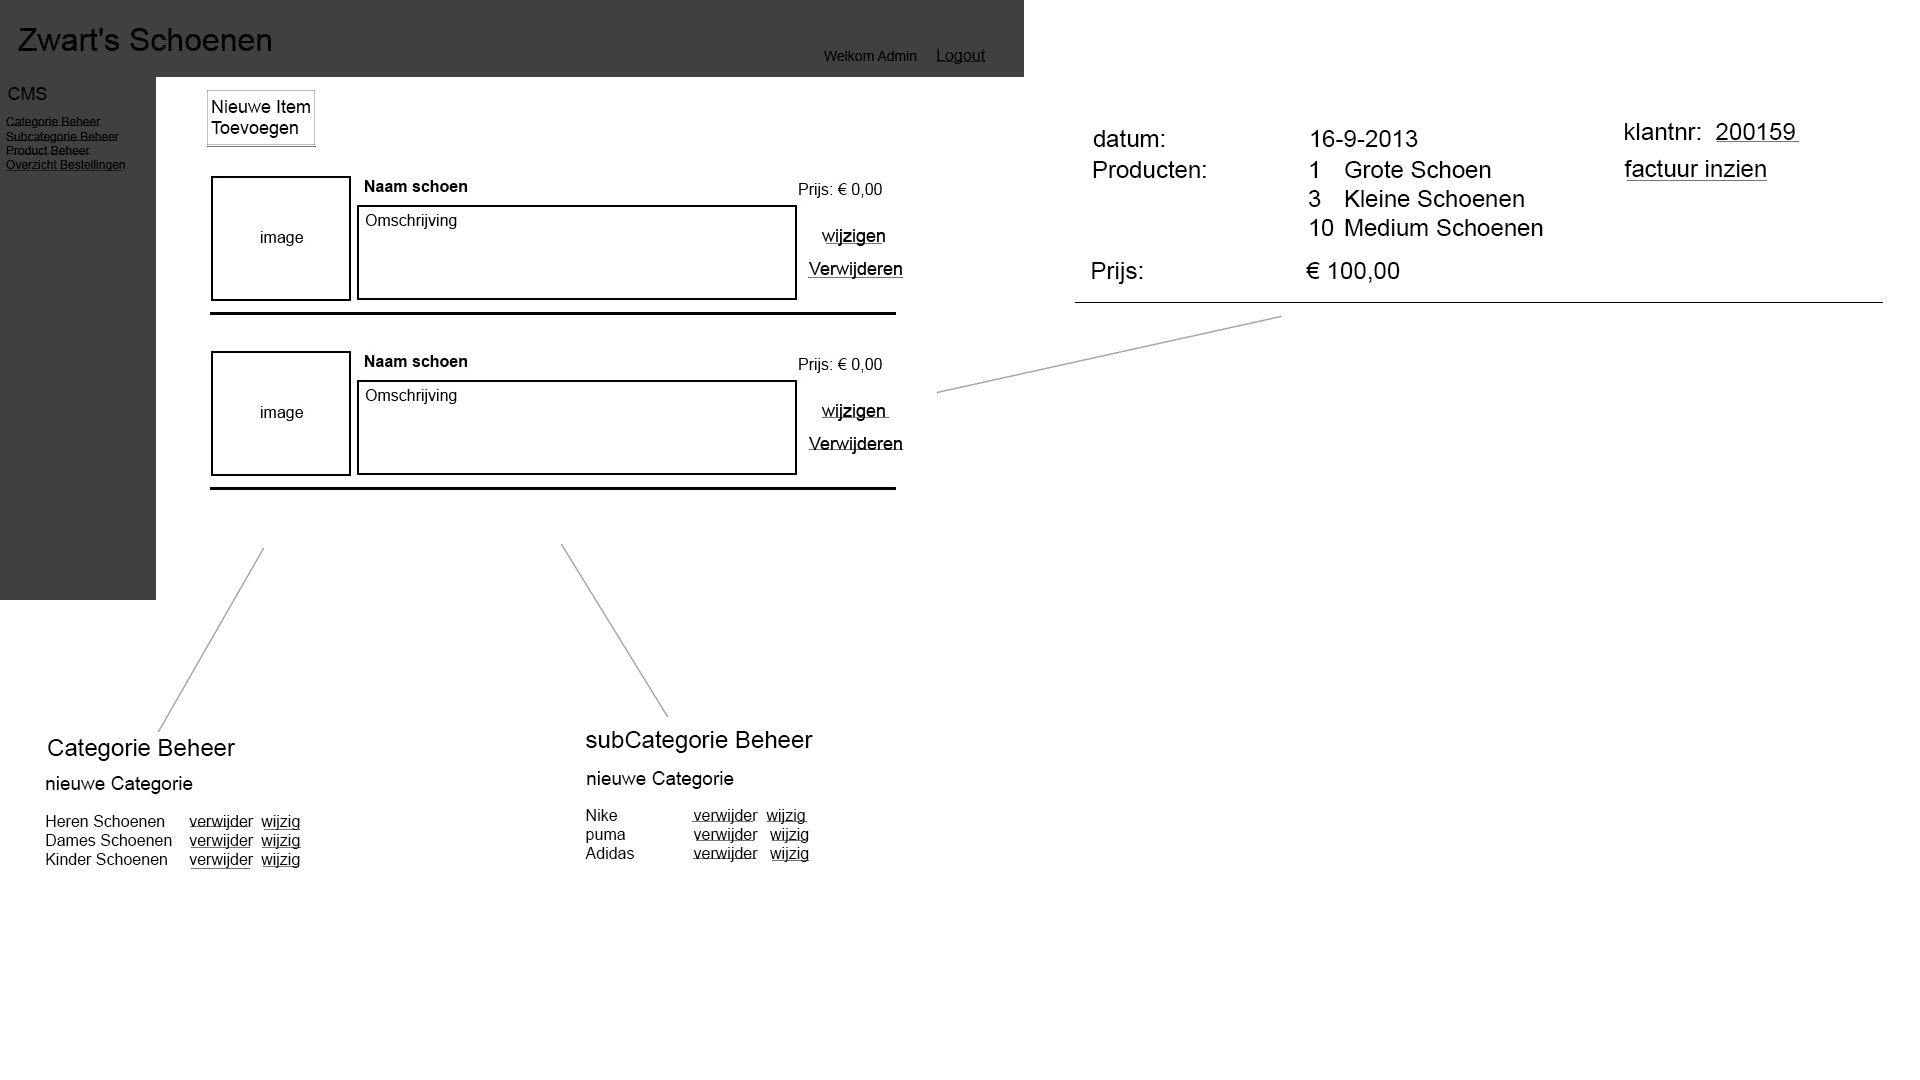 Zwart's Schoenen
Welkom Admin Logout
CMS
Categorie Beheer
Subcategorie Beheer
Product Beheer
Overzicht Bestellingen
Nieuwe Item
Toevoegen
image
Naam schoen
Prijs: € 0,00
Omschrijving
wijzigen
Verwijderen
image
Naam schoen
Prijs: € 0,00
Omschrijving
wijzigen
Verwijderen
datum: 16-9-2013
Producten: 1 Grote Schoen
3 Kleine Schoenen
10 Medium Schoenen
Prijs: € 100,00
klantnr: 200159
factuur inzien
Categorie Beheer
nieuwe Categorie
Heren Schoenen verwijder wijzig
Dames Schoenen verwijder wijzig
Kinder Schoenen verwijder wijzig
subCategorie Beheer
nieuwe Categorie
Nike verwijder wijzig
puma verwijder wijzig
Adidas verwijder wijzig